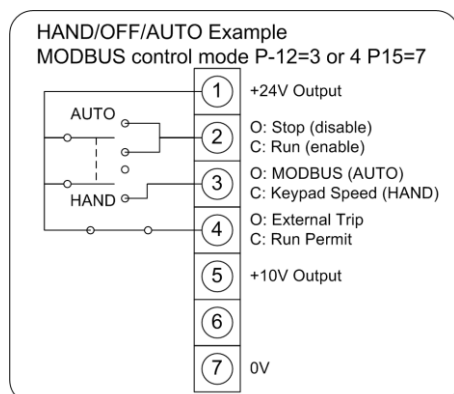 HAND/OFF/AUTO Example
MODBUS control mode P-12=3 or 4 P15=7
AUTO
HAND
1 +24V Output
2 O: Stop (disable)
C: Run (enable)
3 O: MODBUS (AUTO)
C: Keypad Speed (HAND)
4 O: External Trip
C: Run Permit
5 +10V Output
6
7 0V